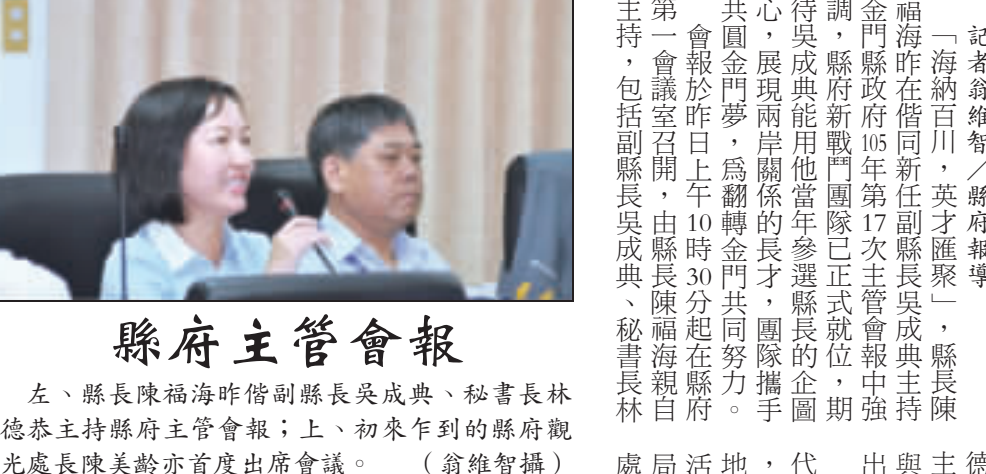 記者翁維智／縣府報導
「海納百川，英才匯聚」，縣長陳
福海昨在偕同新任副縣長吳成典主持
金門縣政府105年第17次主管會報中強
調，縣府新戰鬥團隊已正式就位，期
待吳成典能用他當年參選縣長的企圖
心，展現兩岸關係的長才，團隊攜手
共圓金門夢，爲翻轉金門共同努力。
會報於昨日上午10時30分起在縣府
第一會議室召開，由縣長陳福海親自
主持，包括副縣長吳成典、秘書長林
德
主
與
出
代
，
地
活
局
處
縣府主管會報
左、縣長陳福海昨偕副縣長吳成典、秘書長林
德恭主持縣府主管會報；上、初來乍到的縣府觀
光處長陳美齡亦首度出席會議。　（翁維智攝）